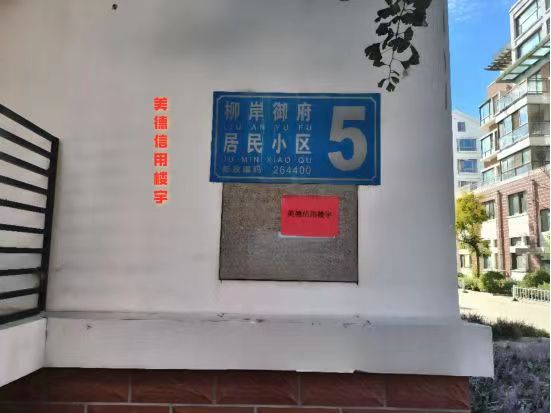 美德信用楼宇
柳岸御府
LIU AN YU FU
居民小区
JU MIN XIAO QU
邮政编码 264400
5
美德信用楼宇